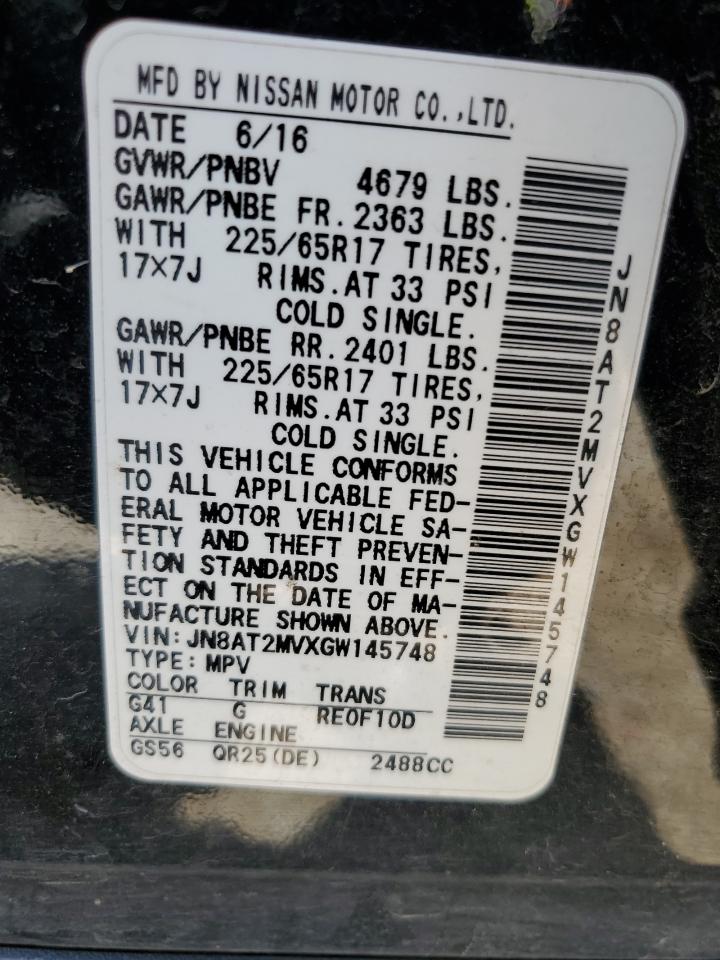 MFD BY NISSAN MOTOR CO.,LTD.
DATE 6/16
GVWR/PNBV 4679 LBS.
GAWR/PNBE FR.2363 LBS.
WITH 225/65R17 TIRES,
17×7J RIMS.AT 33 PSI
COLD SINGLE.
GAWR/PNBE RR.2401 LBS.
WITH 225/65R17 TIRES,
17×7J RIMS.AT 33 PSI
COLD SINGLE.
THIS VEHICLE CONFORMS
TO ALL APPLICABLE FED-
ERAL MOTOR VEHICLE SA-
FETY AND THEFT PREVEN-
TION STANDARDS IN EFF-
ECT ON THE DATE OF MA-
NUFACTURE SHOWN ABOVE.
VIN:JN8AT2MVXGW145748
TYPE:MPV
COLOR TRIM TRANS
G41 G RE0F10D
AXLE ENGINE
GS56 QR25(DE) 2488CC
JN8AT2MVXGW145748